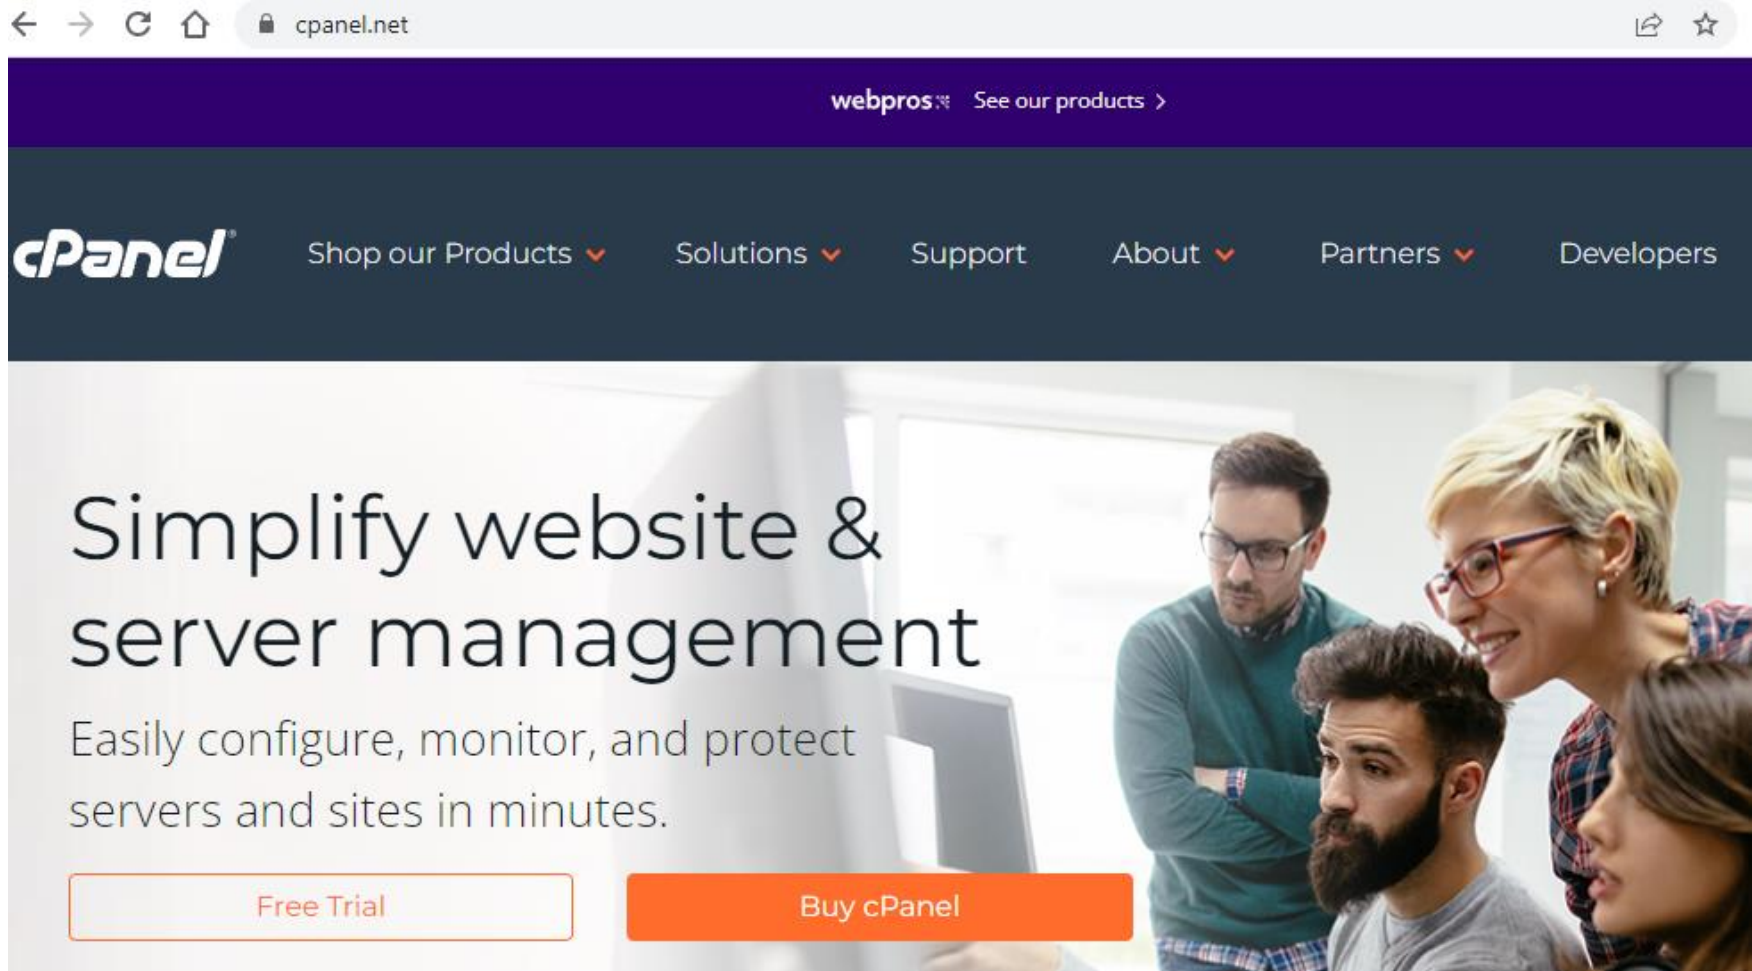 cpanel.net
webpros See our products >
cPanel® Shop our Products Solutions Support About Partners Developers
Simplify website &
server management
Easily configure, monitor, and protect
servers and sites in minutes.
Free Trial Buy cPanel